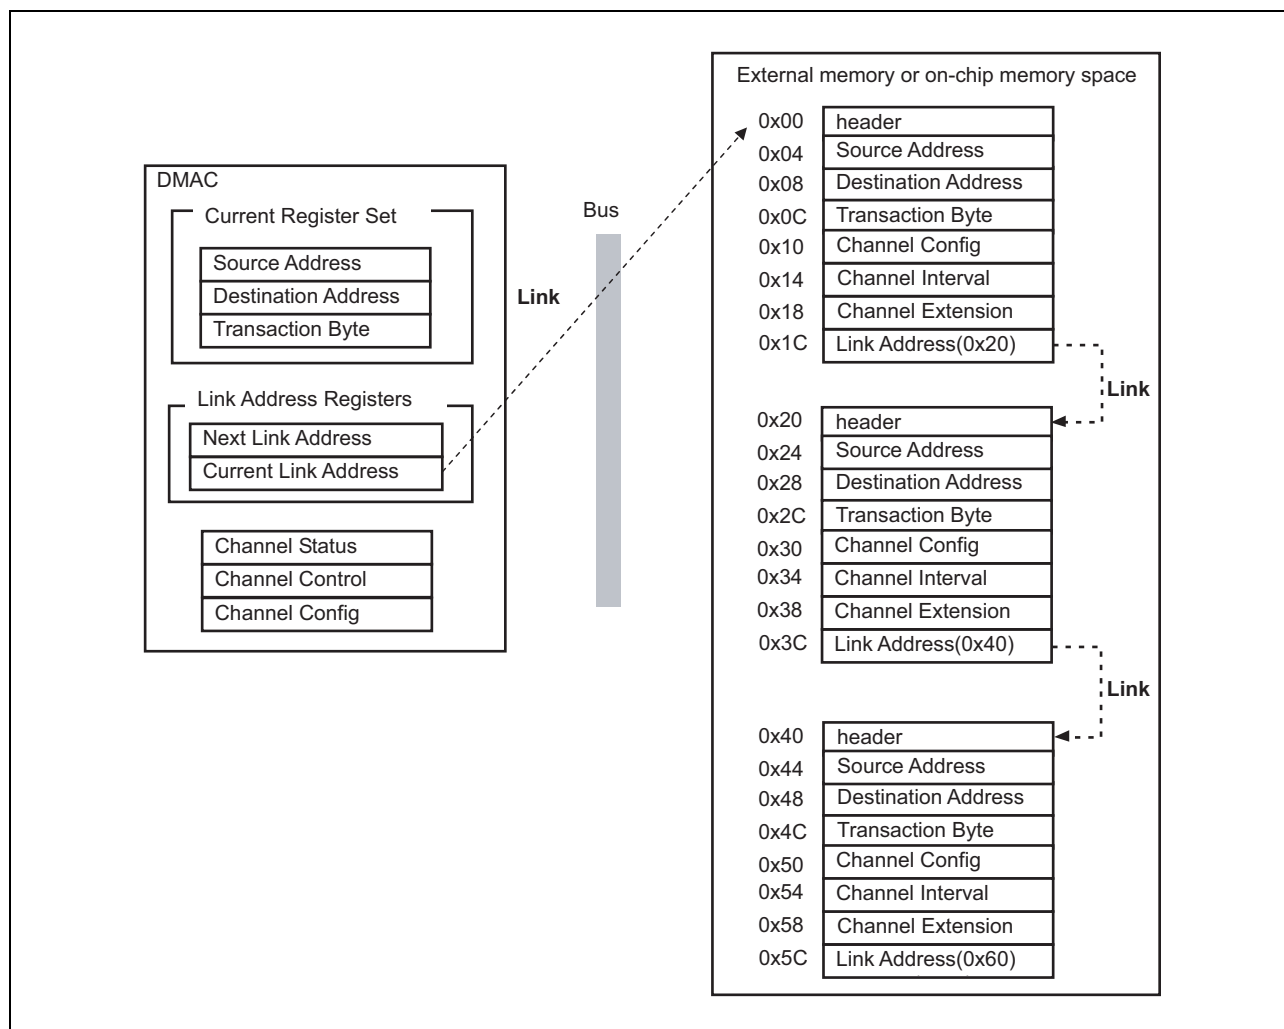 DMAC
Current Register Set
Source Address
Destination Address
Transaction Byte
Link Address Registers
Next Link Address
Current Link Address
Channel Status
Channel Control
Channel Config
Link
Bus
External memory or on-chip memory space
0x00 header
0x04 Source Address
0x08 Destination Address
0x0C Transaction Byte
0x10 Channel Config
0x14 Channel Interval
0x18 Channel Extension
0x1C Link Address(0x20)
Link
0x20 header
0x24 Source Address
0x28 Destination Address
0x2C Transaction Byte
0x30 Channel Config
0x34 Channel Interval
0x38 Channel Extension
0x3C Link Address(0x40)
Link
0x40 header
0x44 Source Address
0x48 Destination Address
0x4C Transaction Byte
0x50 Channel Config
0x54 Channel Interval
0x58 Channel Extension
0x5C Link Address(0x60)